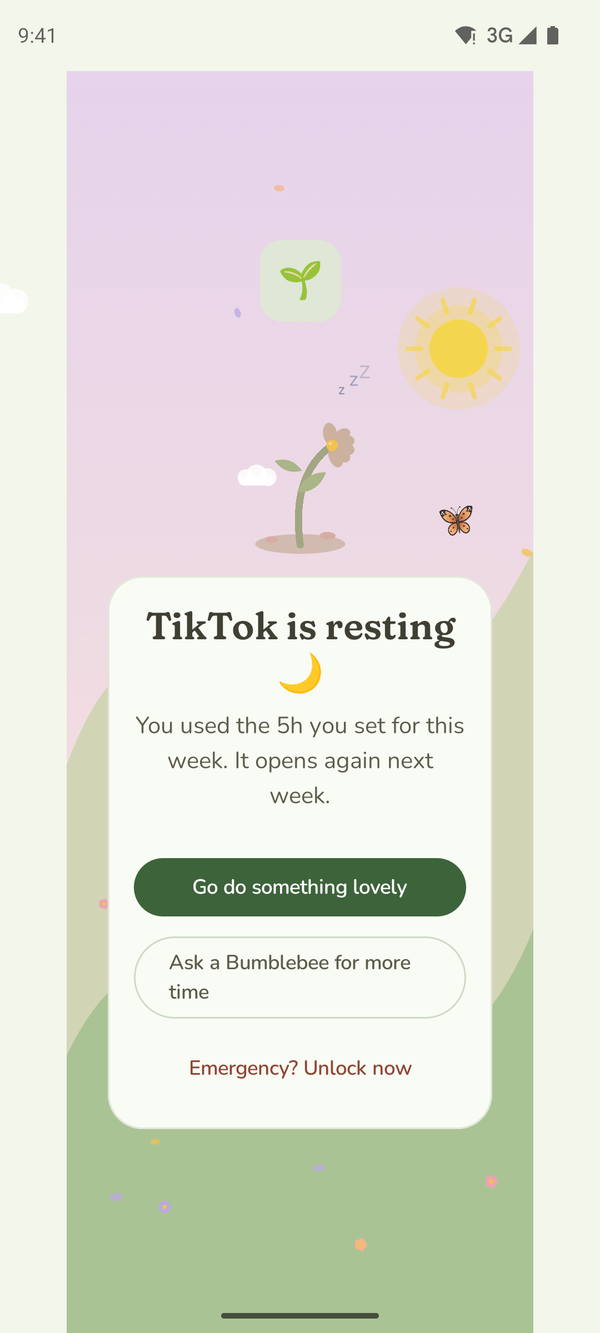 9:41
3G
z z Z
TikTok is resting
🌙
You used the 5h you set for this
week. It opens again next
week.
Go do something lovely
Ask a Bumblebee for more
time
Emergency? Unlock now